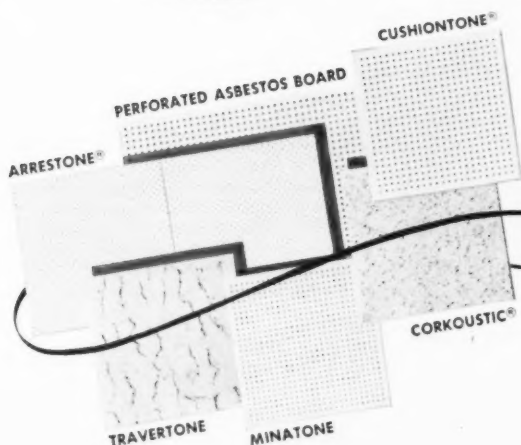 CUSHIONTONE®
PERFORATED ASBESTOS BOARD
ARRESTONE®
CORKOUSTIC®
TRAVERTONE
MINATONE